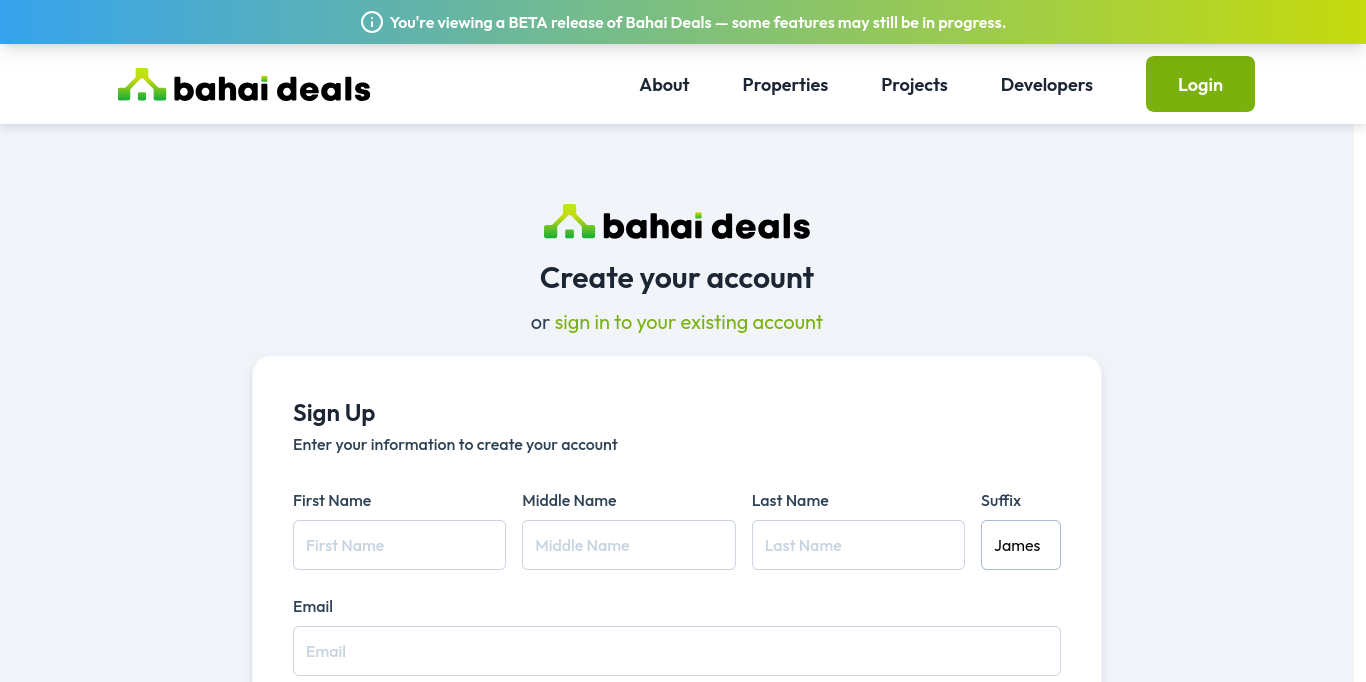 You're viewing a BETA release of Bahai Deals — some features may still be in progress.
bahai deals About Properties Projects Developers Login
bahai deals
Create your account
or sign in to your existing account
Sign Up
Enter your information to create your account
First Name Middle Name Last Name Suffix
First Name Middle Name Last Name James
Email
Email